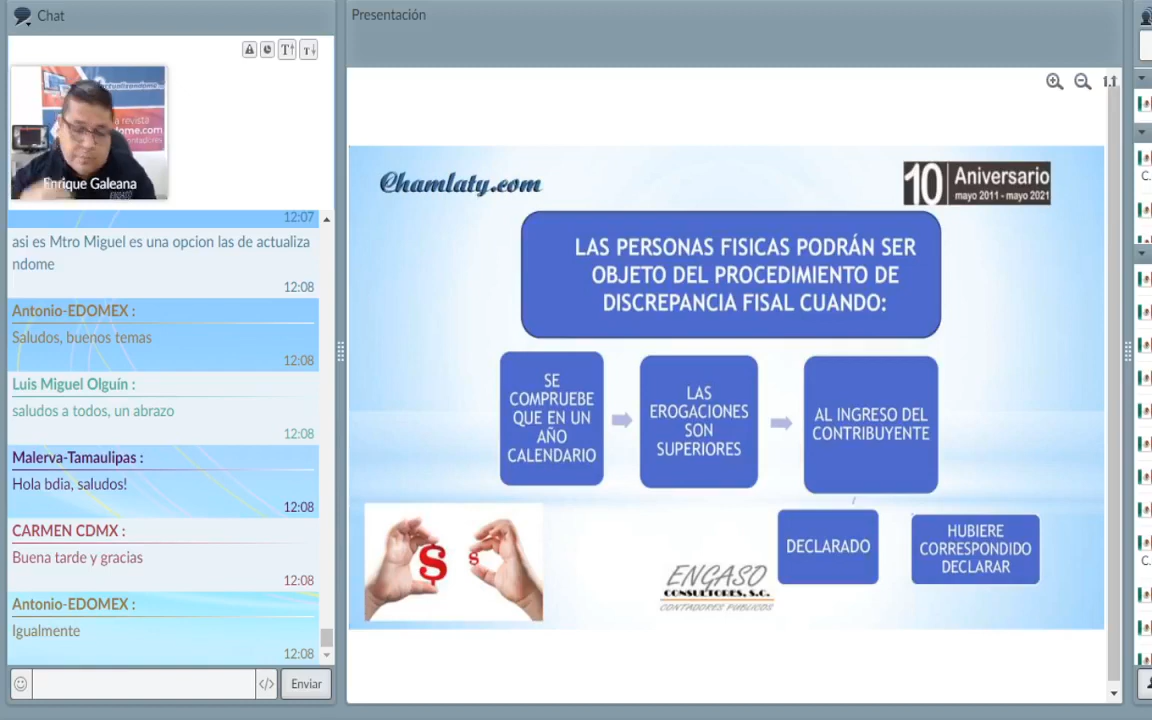 Chat
Enrique Galeana
12:07
asi es Mtro Miguel es una opcion las de actualiza
ndome
12:08
Antonio-EDOMEX :
Saludos, buenos temas
12:08
Luis Miguel Olguín :
saludos a todos, un abrazo
12:08
Malerva-Tamaulipas :
Hola bdia, saludos!
12:08
CARMEN CDMX :
Buena tarde y gracias
12:08
Antonio-EDOMEX :
Igualmente
12:08
Enviar
Presentación
1:1
Chamlaty.com
10 Aniversario
mayo 2011 - mayo 2021
LAS PERSONAS FISICAS PODRÁN SER
OBJETO DEL PROCEDIMIENTO DE
DISCREPANCIA FISAL CUANDO:
SE
COMPRUEBE
QUE EN UN
AÑO
CALENDARIO
LAS
EROGACIONES
SON
SUPERIORES
AL INGRESO DEL
CONTRIBUYENTE
DECLARADO
HUBIERE
CORRESPONDIDO
DECLARAR
$
$
ENGASO
CONSULTORES, S.C.
CONTADORES PUBLICOS
C.
C.